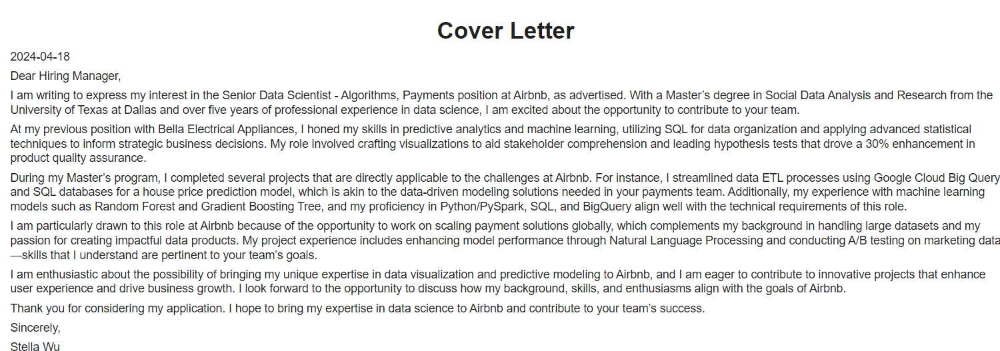 Cover Letter
2024-04-18
Dear Hiring Manager,
I am writing to express my interest in the Senior Data Scientist - Algorithms, Payments position at Airbnb, as advertised. With a Master’s degree in Social Data Analysis and Research from the
University of Texas at Dallas and over five years of professional experience in data science, I am excited about the opportunity to contribute to your team.
At my previous position with Bella Electrical Appliances, I honed my skills in predictive analytics and machine learning, utilizing SQL for data organization and applying advanced statistical
techniques to inform strategic business decisions. My role involved crafting visualizations to aid stakeholder comprehension and leading hypothesis tests that drove a 30% enhancement in
product quality assurance.
During my Master’s program, I completed several projects that are directly applicable to the challenges at Airbnb. For instance, I streamlined data ETL processes using Google Cloud Big Query
and SQL databases for a house price prediction model, which is akin to the data-driven modeling solutions needed in your payments team. Additionally, my experience with machine learning
models such as Random Forest and Gradient Boosting Tree, and my proficiency in Python/PySpark, SQL, and BigQuery align well with the technical requirements of this role.
I am particularly drawn to this role at Airbnb because of the opportunity to work on scaling payment solutions globally, which complements my background in handling large datasets and my
passion for creating impactful data products. My project experience includes enhancing model performance through Natural Language Processing and conducting A/B testing on marketing data
—skills that I understand are pertinent to your team’s goals.
I am enthusiastic about the possibility of bringing my unique expertise in data visualization and predictive modeling to Airbnb, and I am eager to contribute to innovative projects that enhance
user experience and drive business growth. I look forward to the opportunity to discuss how my background, skills, and enthusiasms align with the goals of Airbnb.
Thank you for considering my application. I hope to bring my expertise in data science to Airbnb and contribute to your team’s success.
Sincerely,
Stella Wu